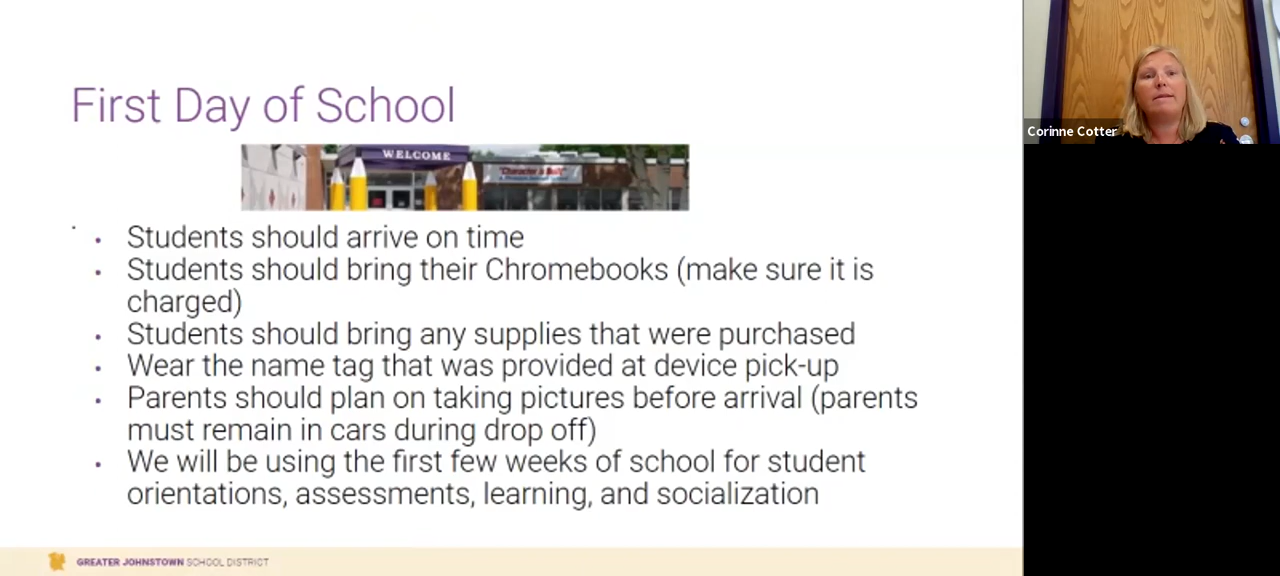 First Day of School
WELCOME
Students should arrive on time
Students should bring their Chromebooks (make sure it is
charged)
Students should bring any supplies that were purchased
Wear the name tag that was provided at device pick-up
Parents should plan on taking pictures before arrival (parents
must remain in cars during drop off)
We will be using the first few weeks of school for student
orientations, assessments, learning, and socialization
GREATER JOHNSTOWN SCHOOL DISTRICT
Corinne Cotter